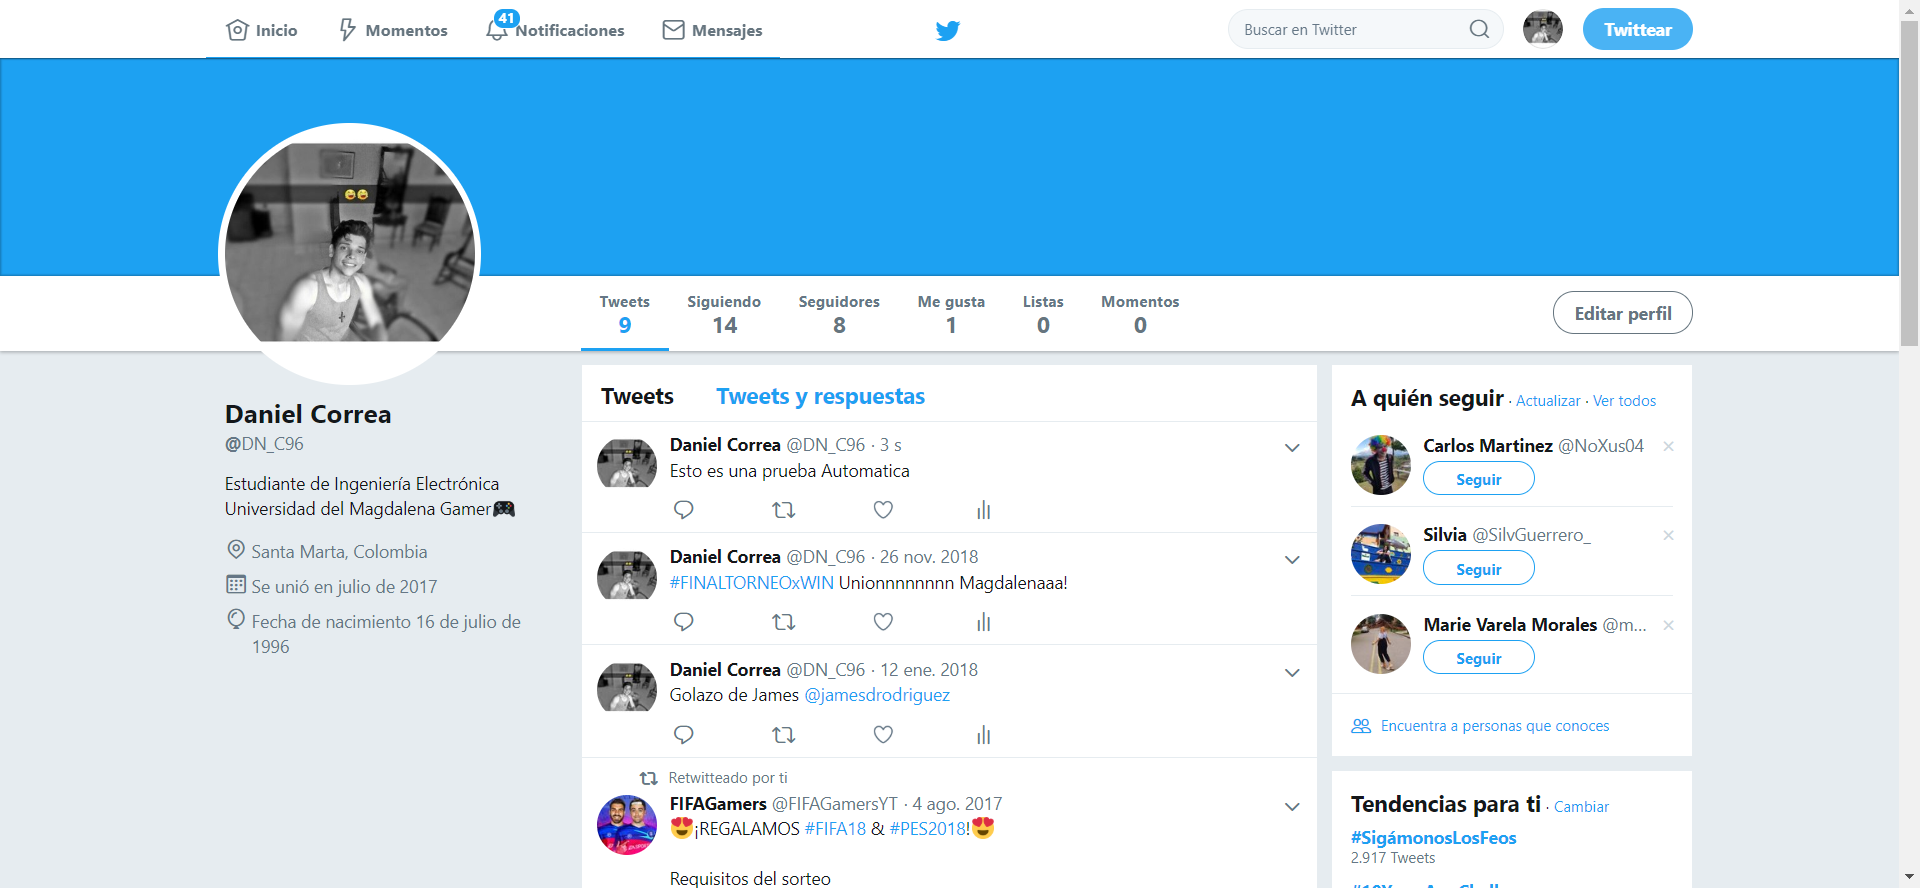 Inicio
Momentos
41
Notificaciones
Mensajes
Buscar en Twitter
Twittear
Tweets
9
Siguiendo
14
Seguidores
8
Me gusta
1
Listas
0
Momentos
0
Editar perfil
Daniel Correa
@DN_C96
Estudiante de Ingeniería Electrónica
Universidad del Magdalena Gamer🎮
Santa Marta, Colombia
Se unió en julio de 2017
Fecha de nacimiento 16 de julio de
1996
Tweets Tweets y respuestas
Daniel Correa @DN_C96 · 3 s
Esto es una prueba Automatica
Daniel Correa @DN_C96 · 26 nov. 2018
#FINALTORNEOxWIN Unionnnnnnnn Magdalenaaa!
Daniel Correa @DN_C96 · 12 ene. 2018
Golazo de James @jamesdrodriguez
Retwitteado por ti
FIFAGamers @FIFAGamersYT · 4 ago. 2017
😍¡REGALAMOS #FIFA18 & #PES2018!😍
Requisitos del sorteo
A quién seguir · Actualizar · Ver todos
Carlos Martinez @NoXus04
Seguir
Silvia @SilvGuerrero_
Seguir
Marie Varela Morales @m...
Seguir
Encuentra a personas que conoces
Tendencias para ti · Cambiar
#SigámonosLosFeos
2.917 Tweets